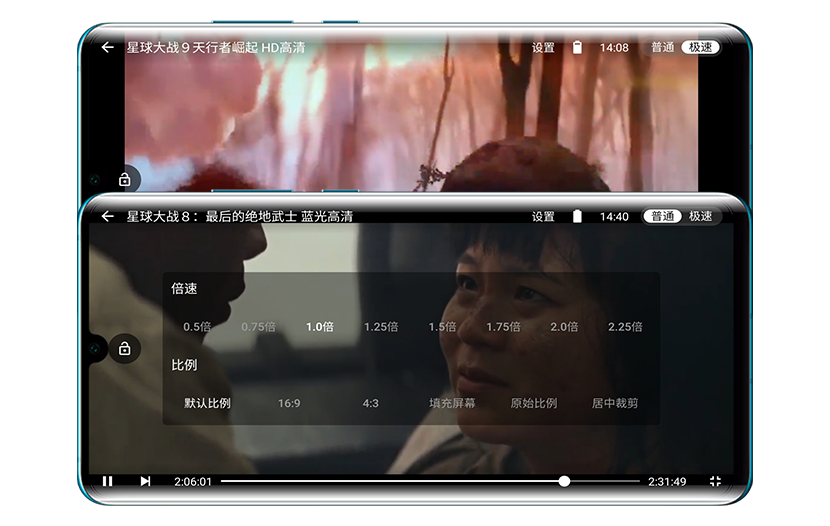 星球大战9天行者崛起 HD高清 设置 14:08 普通 极速
星球大战8：最后的绝地武士 蓝光高清 设置 14:40 普通 极速
倍速
0.5倍 0.75倍 1.0倍 1.25倍 1.5倍 1.75倍 2.0倍 2.25倍
比例
默认比例 16:9 4:3 填充屏幕 原始比例 居中裁剪
2:06:01 2:31:49